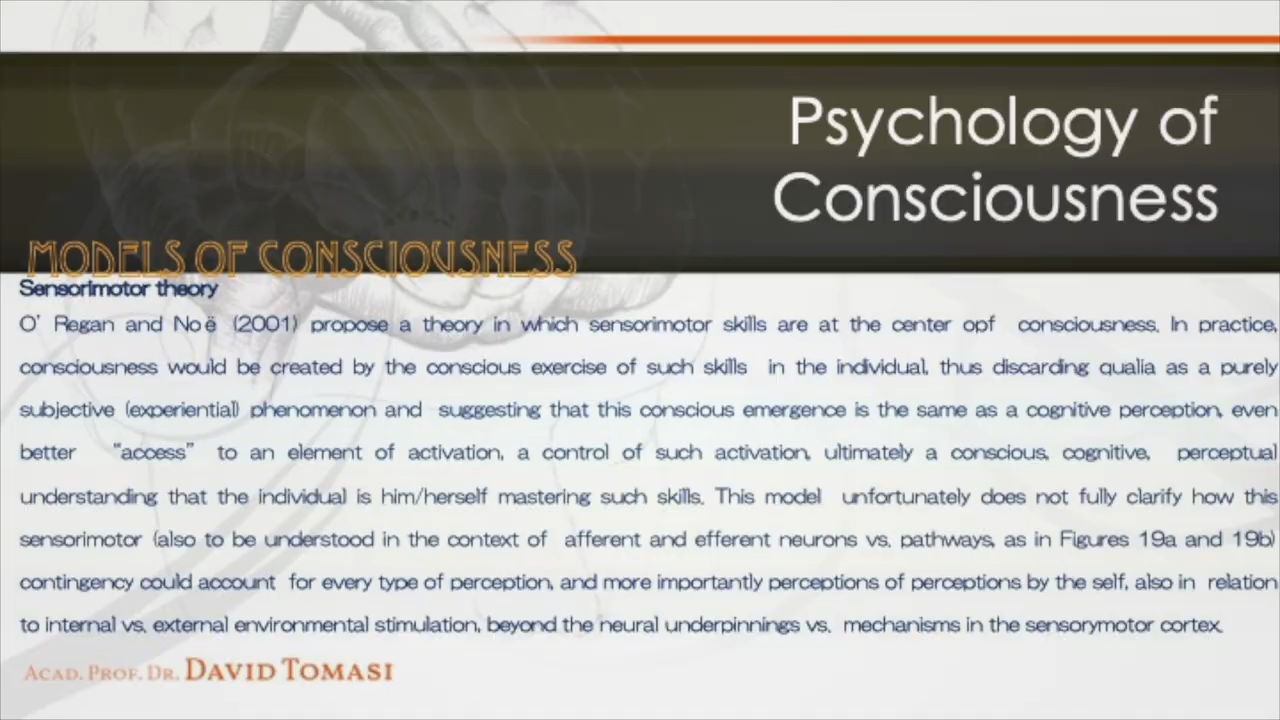 Psychology of
Consciousness
MODELS OF CONSCIOUSNESS
Sensorimotor theory
O' Regan and Noë (2001) propose a theory in which sensorimotor skills are at the center opf consciousness. In practice,
consciousness would be created by the conscious exercise of such skills in the individual, thus discarding qualia as a purely
subjective (experiential) phenomenon and suggesting that this conscious emergence is the same as a cognitive perception, even
better “access” to an element of activation, a control of such activation, ultimately a conscious, cognitive, perceptual
understanding that the individual is him/herself mastering such skills. This model unfortunately does not fully clarify how this
sensorimotor (also to be understood in the context of afferent and efferent neurons vs. pathways, as in Figures 19a and 19b)
contingency could account for every type of perception, and more importantly perceptions of perceptions by the self, also in relation
to internal vs. external environmental stimulation, beyond the neural underpinnings vs. mechanisms in the sensorymotor cortex.
ACAD. PROF. DR. DAVID TOMASI